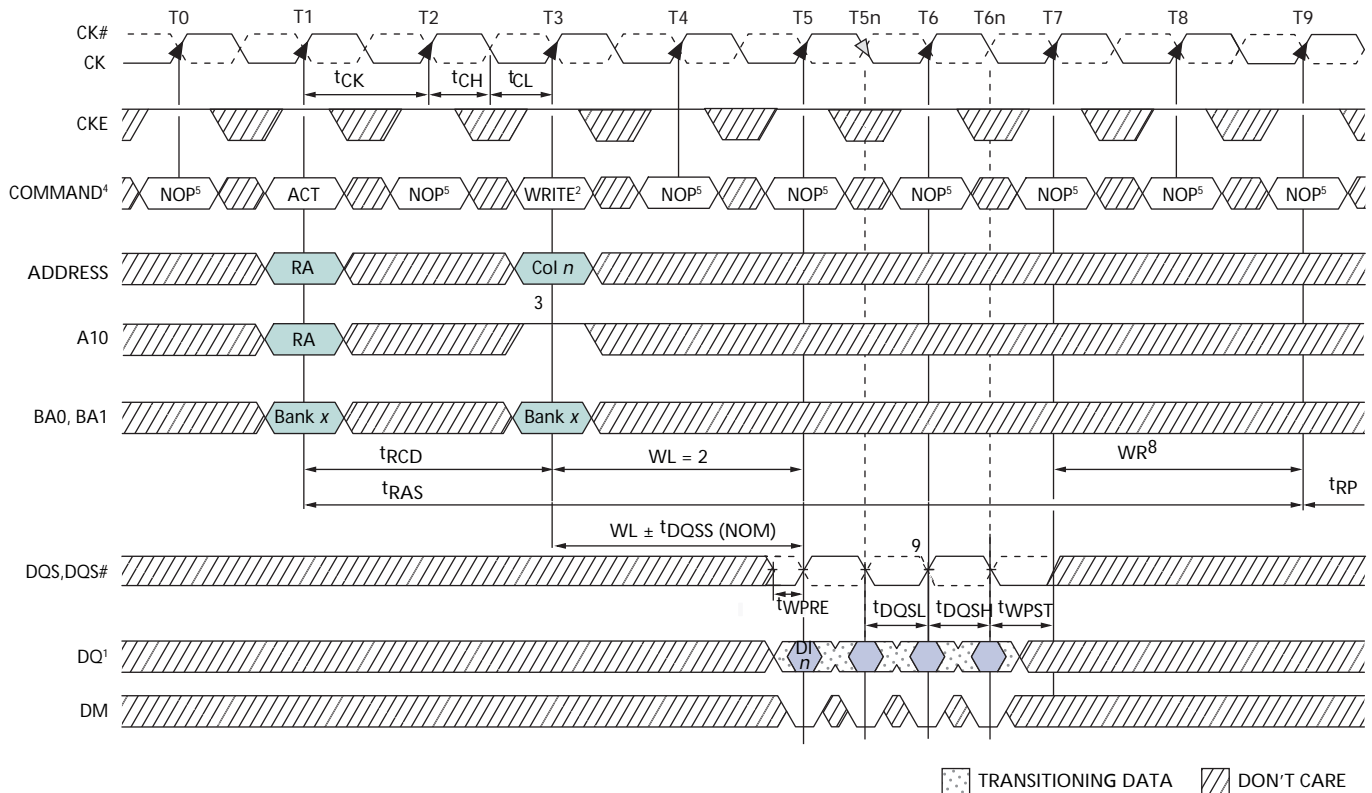 T0 T1 T2 T3 T4 T5 T5n T6 T6n T7 T8 T9
CK#
CK
tCK tCH tCL
CKE
COMMAND⁴ NOP⁵ ACT NOP⁵ WRITE² NOP⁵ NOP⁵ NOP⁵ NOP⁵ NOP⁵ NOP⁵
ADDRESS RA Col n
3
A10 RA
BA0, BA1 Bank x Bank x
tRCD WL = 2 WR⁸
tRAS tRP
WL ± tDQSS (NOM)
9
DQS,DQS#
tWPRE tDQSL tDQSH tWPST
DQ¹ DI
n
DM
TRANSITIONING DATA DON'T CARE